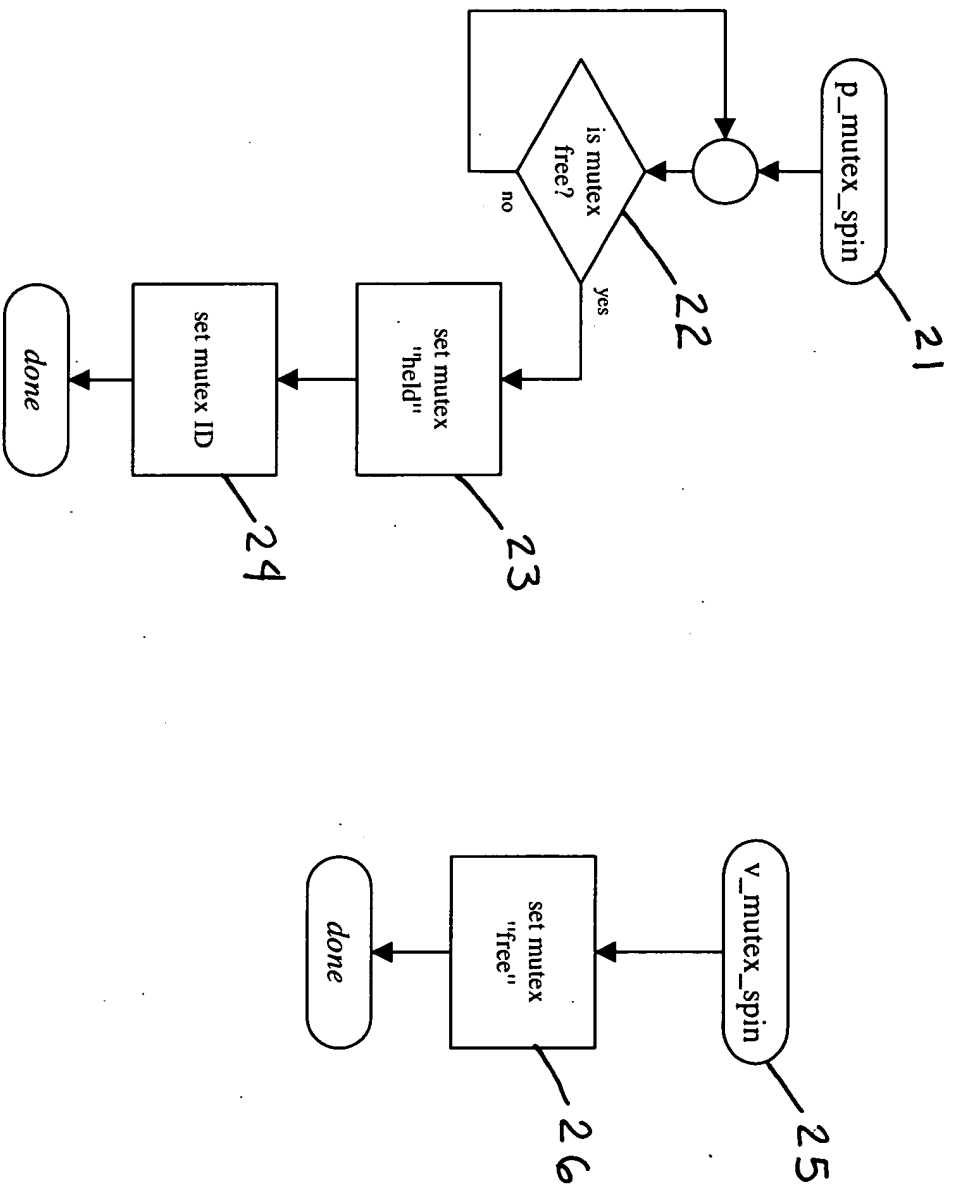 p_mutex_spin
21
is mutex
free?
22
no
yes
set mutex
"held"
23
set mutex ID
24
done
v_mutex_spin
25
set mutex
"free"
26
done